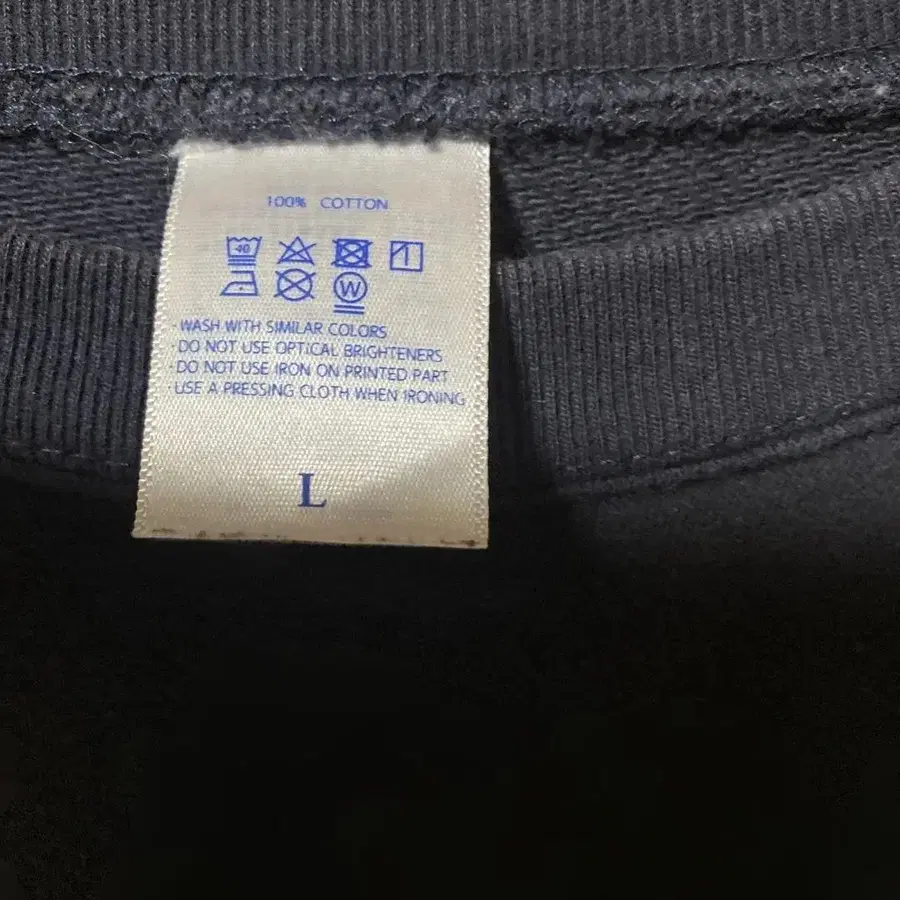 100% COTTON
40
W
· WASH WITH SIMILAR COLORS
· DO NOT USE OPTICAL BRIGHTENERS
· DO NOT USE IRON ON PRINTED PART
· USE A PRESSING CLOTH WHEN IRONING
L